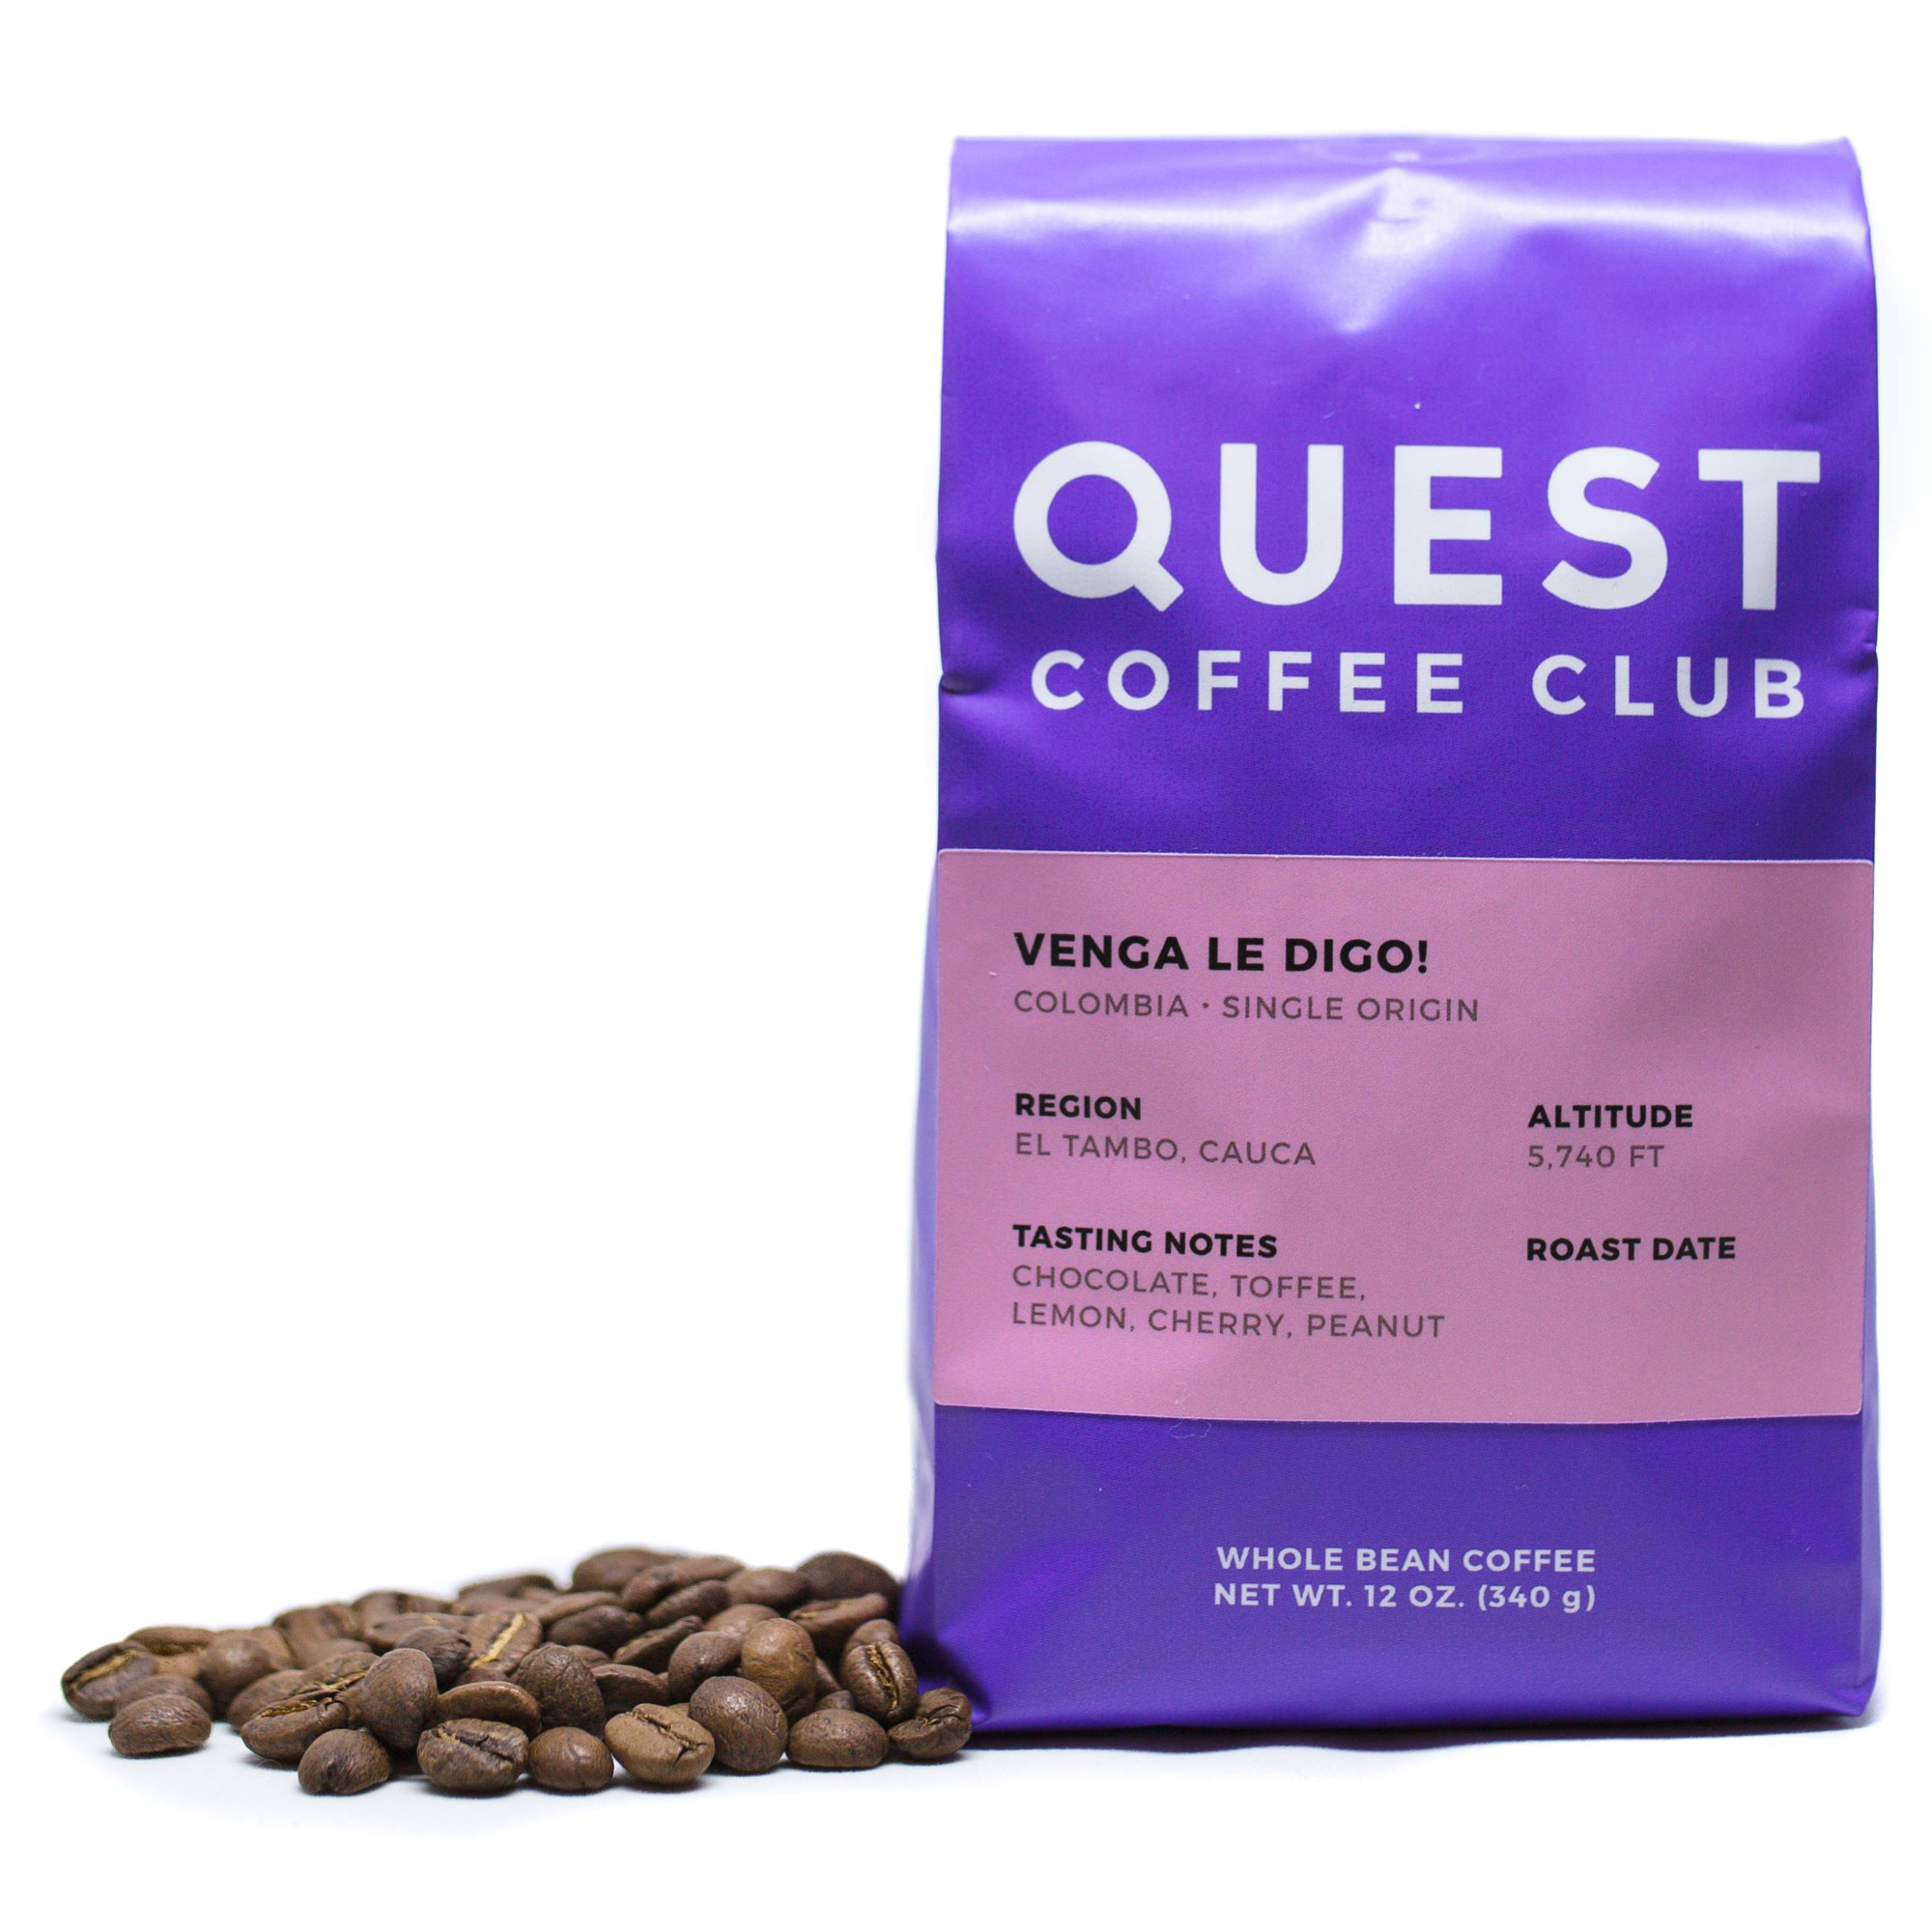 QUEST
COFFEE CLUB
VENGA LE DIGO!
COLOMBIA • SINGLE ORIGIN
REGION
EL TAMBO, CAUCA
ALTITUDE
5,740 FT
TASTING NOTES
CHOCOLATE, TOFFEE,
LEMON, CHERRY, PEANUT
ROAST DATE
WHOLE BEAN COFFEE
NET WT. 12 OZ. (340 g)